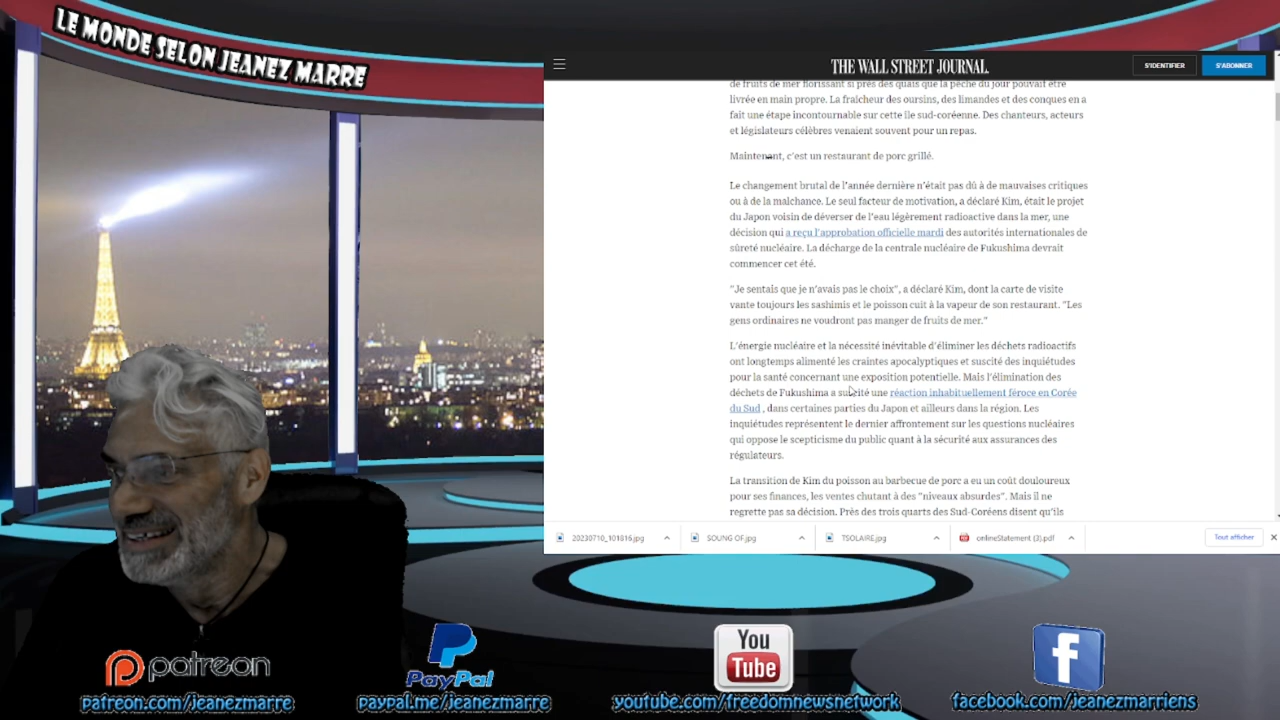 LE MONDE SELON JEANEZ MARRE
THE WALL STREET JOURNAL.
S'IDENTIFIER
S'ABONNER
de fruits de mer florissant si près des quais que la pêche du jour pouvait être
livrée en main propre. La fraîcheur des oursins, des limandes et des conques en a
fait une étape incontournable sur cette île sud-coréenne. Des chanteurs, acteurs
et législateurs célèbres venaient souvent pour un repas.
Maintenant, c'est un restaurant de porc grillé.
Le changement brutal de l'année dernière n'était pas dû à de mauvaises critiques
ou à de la malchance. Le seul facteur de motivation, a déclaré Kim, était le projet
du Japon voisin de déverser de l'eau légèrement radioactive dans la mer, une
décision qui a reçu l'approbation officielle mardi des autorités internationales de
sûreté nucléaire. La décharge de la centrale nucléaire de Fukushima devrait
commencer cet été.
"Je sentais que je n'avais pas le choix", a déclaré Kim, dont la carte de visite
vante toujours les sashimis et le poisson cuit à la vapeur de son restaurant. "Les
gens ordinaires ne voudront pas manger de fruits de mer."
L'énergie nucléaire et la nécessité inévitable d'éliminer les déchets radioactifs
ont longtemps alimenté les craintes apocalyptiques et suscité des inquiétudes
pour la santé concernant une exposition potentielle. Mais l'élimination des
déchets de Fukushima a suscité une réaction inhabituellement féroce en Corée
du Sud , dans certaines parties du Japon et ailleurs dans la région. Les
inquiétudes représentent le dernier affrontement sur les questions nucléaires
qui oppose le scepticisme du public quant à la sécurité aux assurances des
régulateurs.
La transition de Kim du poisson au barbecue de porc a eu un coût douloureux
pour ses finances, les ventes chutant à des "niveaux absurdes". Mais il ne
regrette pas sa décision. Près des trois quarts des Sud-Coréens disent qu'ils
20230710_101816.jpg
SOUNG OF.jpg
TSOLAIRE.jpg
onlineStatement (3).pdf
Tout afficher
patreon
PayPal
You
Tube
f
patreon.com/jeanezmarre
paypal.me/jeanezmarre
youtube.com/freedomnewsnetwork
facebook.com/jeanezmarriens